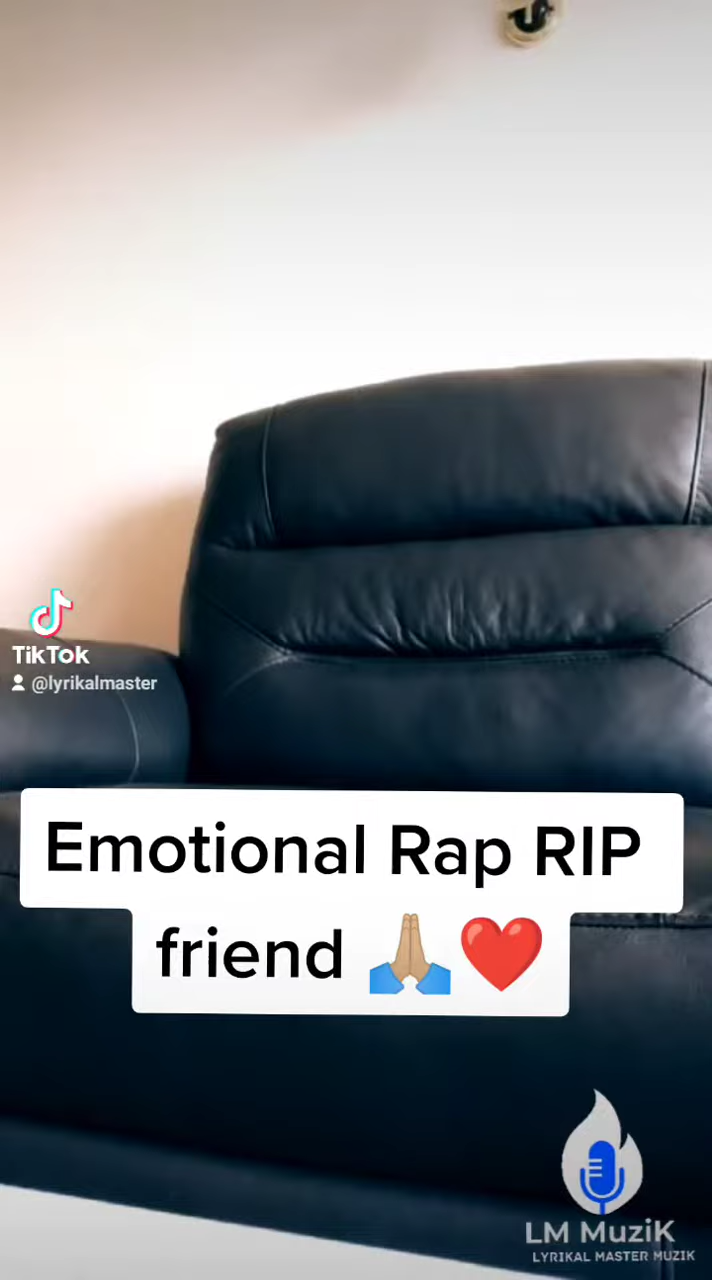 TikTok
@lyrikalmaster
Emotional Rap RIP
friend 🙏🏼❤️
LM MuziK
LYRIKAL MASTER MUZIK